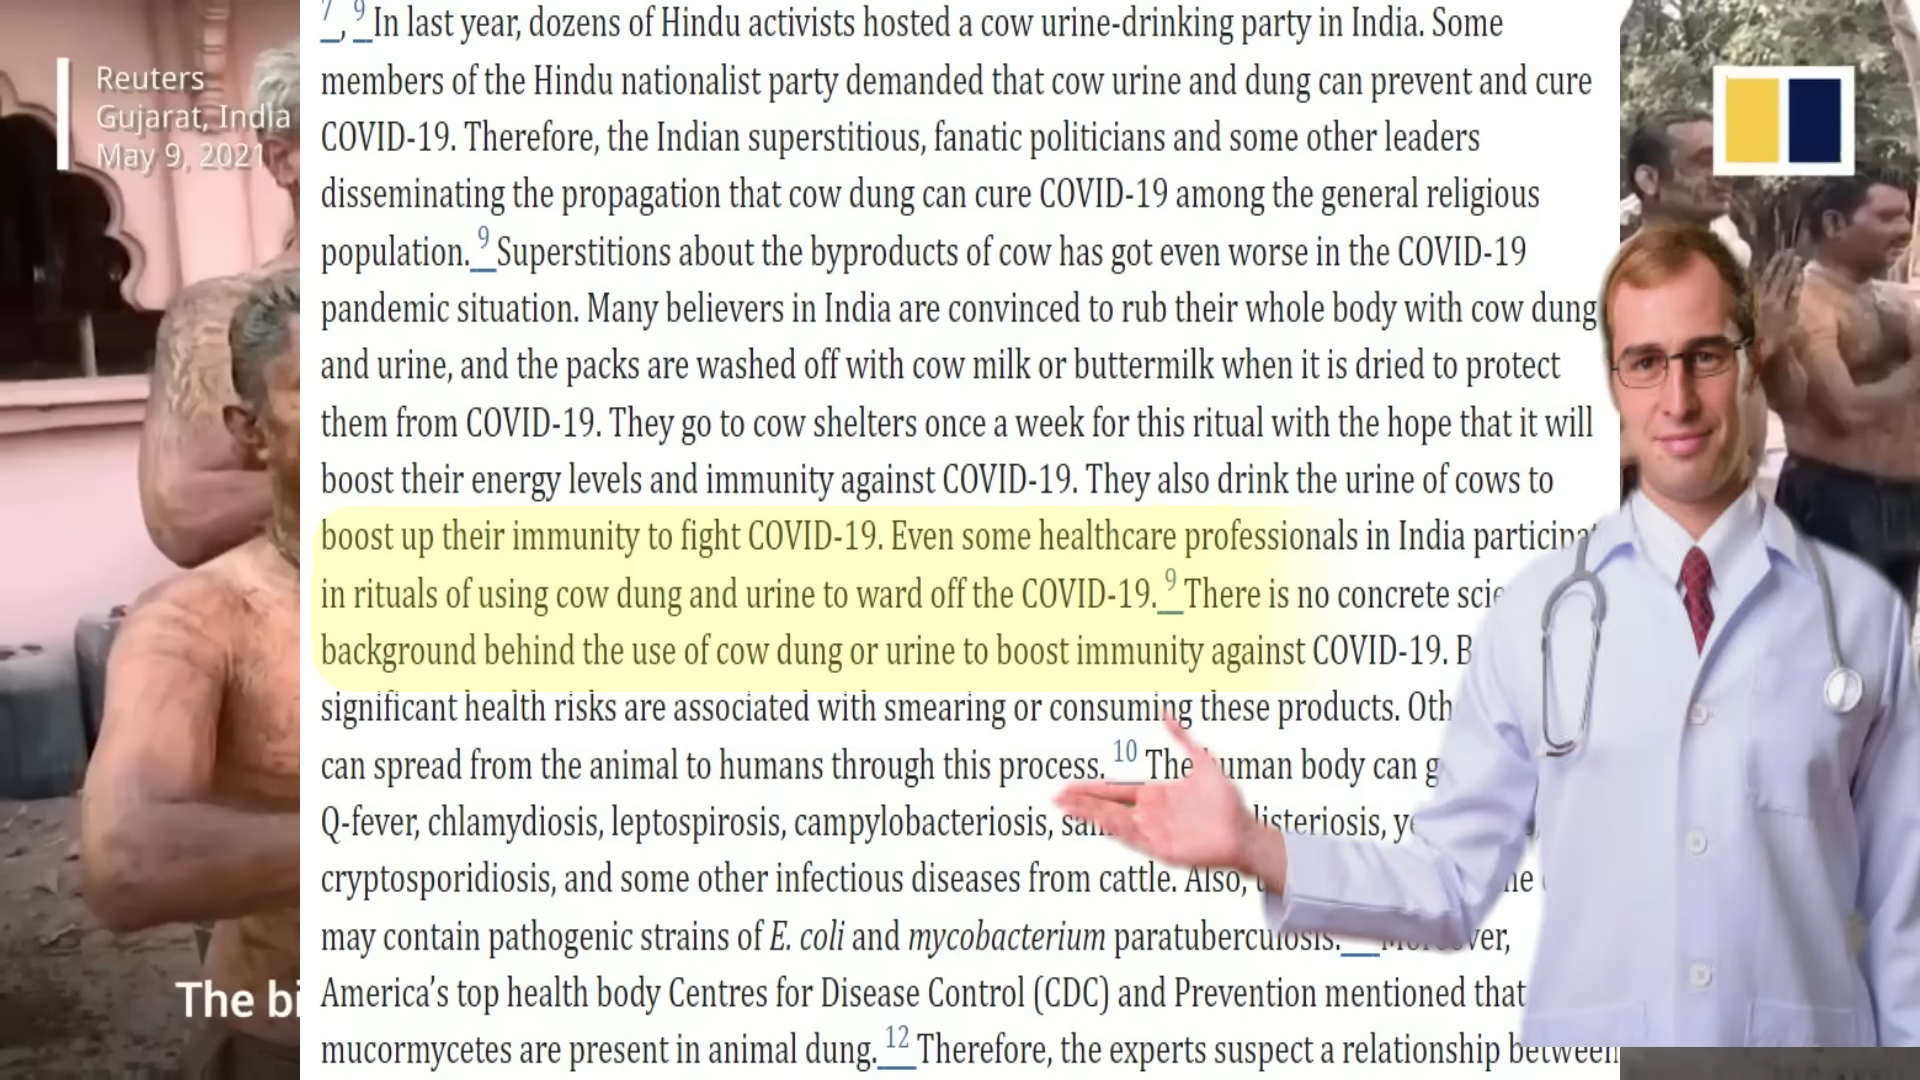 Reuters
Gujarat, India
May 9, 2021
7, 9 In last year, dozens of Hindu activists hosted a cow urine-drinking party in India. Some
members of the Hindu nationalist party demanded that cow urine and dung can prevent and cure
COVID-19. Therefore, the Indian superstitious, fanatic politicians and some other leaders
disseminating the propagation that cow dung can cure COVID-19 among the general religious
population. 9 Superstitions about the byproducts of cow has got even worse in the COVID-19
pandemic situation. Many believers in India are convinced to rub their whole body with cow dung
and urine, and the packs are washed off with cow milk or buttermilk when it is dried to protect
them from COVID-19. They go to cow shelters once a week for this ritual with the hope that it will
boost their energy levels and immunity against COVID-19. They also drink the urine of cows to
boost up their immunity to fight COVID-19. Even some healthcare professionals in India
in rituals of using cow dung and urine to ward off the COVID-19. 9 There is no concrete
background behind the use of cow dung or urine to boost immunity against COVID-19.
significant health risks are associated with smearing or consuming these products.
can spread from the animal to humans through this process. 10 The human body can
Q-fever, chlamydiosis, leptospirosis, campylobacteriosis, listeriosis,
cryptosporidiosis, and some other infectious diseases from cattle. Also,
may contain pathogenic strains of E. coli and mycobacterium paratuberculosis. Moreover,
America's top health body Centres for Disease Control (CDC) and Prevention mentioned that
mucormycetes are present in animal dung. 12 Therefore, the experts suspect a relationship between
The